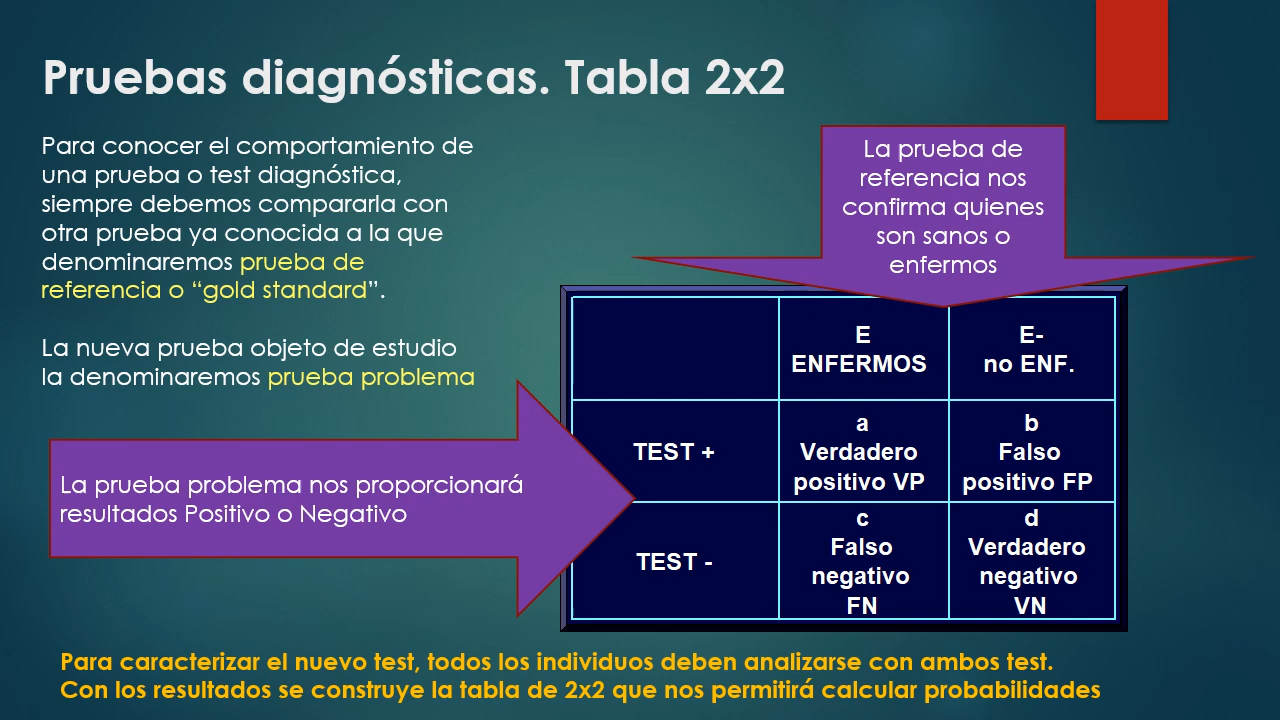 Pruebas diagnósticas. Tabla 2x2
Para conocer el comportamiento de
una prueba o test diagnóstica,
siempre debemos compararla con
otra prueba ya conocida a la que
denominaremos prueba de
referencia o “gold standard”.
La nueva prueba objeto de estudio
la denominaremos prueba problema
La prueba problema nos proporcionará
resultados Positivo o Negativo
La prueba de
referencia nos
confirma quienes
son sanos o
enfermos
E
ENFERMOS
E-
no ENF.
TEST +
a
Verdadero
positivo VP
b
Falso
positivo FP
TEST -
c
Falso
negativo
FN
d
Verdadero
negativo
VN
Para caracterizar el nuevo test, todos los individuos deben analizarse con ambos test.
Con los resultados se construye la tabla de 2x2 que nos permitirá calcular probabilidades